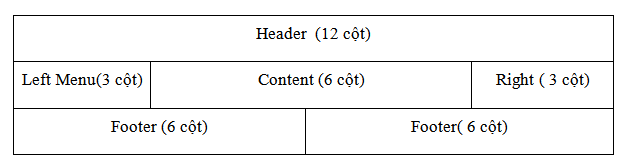 Header (12 cột)
Left Menu(3 cột)
Content (6 cột)
Right ( 3 cột)
Footer (6 cột)
Footer( 6 cột)